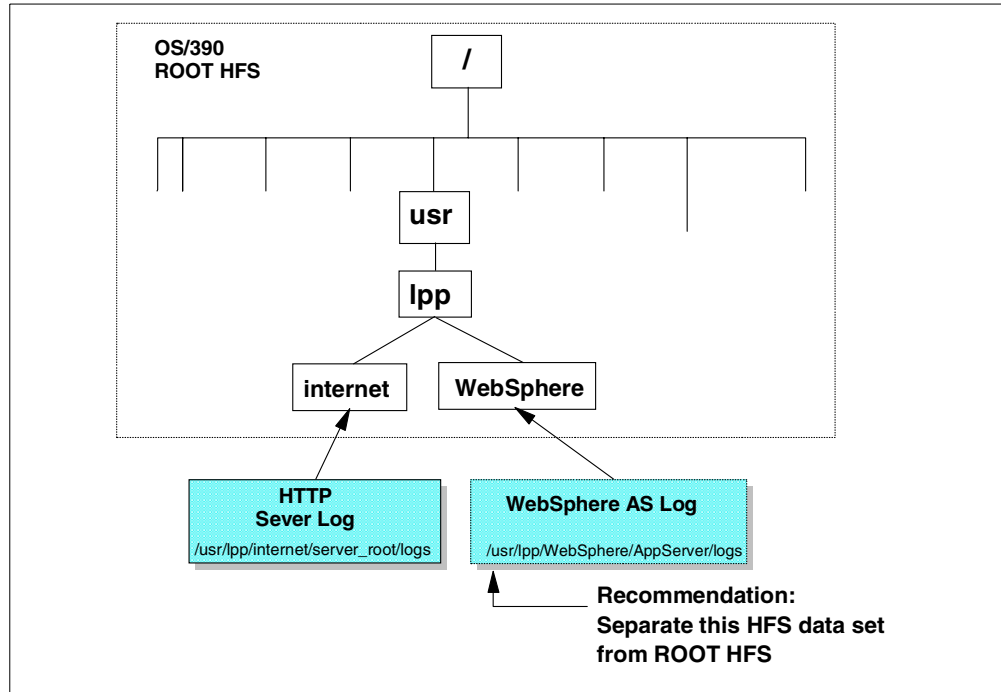 OS/390
ROOT HFS
/
usr
lpp
internet
WebSphere
HTTP
Sever Log
/usr/lpp/internet/server_root/logs
WebSphere AS Log
/usr/lpp/WebSphere/AppServer/logs
Recommendation:
Separate this HFS data set
from ROOT HFS